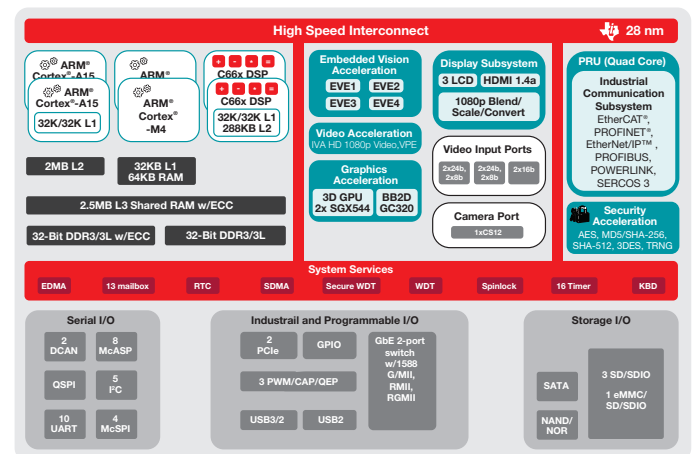 High Speed Interconnect
28 nm
ARM®
Cortex®-A15
ARM®
Cortex®-A15
32K/32K L1
ARM®
ARM®
Cortex®
-M4
+ - • =
C66x DSP
+ - • =
C66x DSP
32K/32K L1
288KB L2
2MB L2
32KB L1
64KB RAM
2.5MB L3 Shared RAM w/ECC
32-Bit DDR3/3L w/ECC
32-Bit DDR3/3L
Embedded Vision
Acceleration
EVE1
EVE2
EVE3
EVE4
Video Acceleration
IVA HD 1080p Video,VPE
Graphics
Acceleration
3D GPU
2x SGX544
BB2D
GC320
Display Subsystem
3 LCD
HDMI 1.4a
1080p Blend/
Scale/Convert
Video Input Ports
2x24b,
2x8b
2x24b,
2x8b
2x16b
Camera Port
1xCS12
PRU (Quad Core)
Industrial
Communication
Subsystem
EtherCAT®,
PROFINET®,
EtherNet/IP™,
PROFIBUS,
POWERLINK,
SERCOS 3
Security
Acceleration
AES, MD5/SHA-256,
SHA-512, 3DES, TRNG
System Services
EDMA
13 mailbox
RTC
SDMA
Secure WDT
WDT
Spinlock
16 Timer
KBD
Serial I/O
2
DCAN
8
McASP
QSPI
5
I²C
10
UART
4
McSPI
Industrail and Programmable I/O
2
PCIe
GPIO
3 PWM/CAP/QEP
USB3/2
USB2
GbE 2-port
switch
w/1588
G/MII,
RMII,
RGMII
Storage I/O
SATA
NAND/
NOR
3 SD/SDIO
1 eMMC/
SD/SDIO